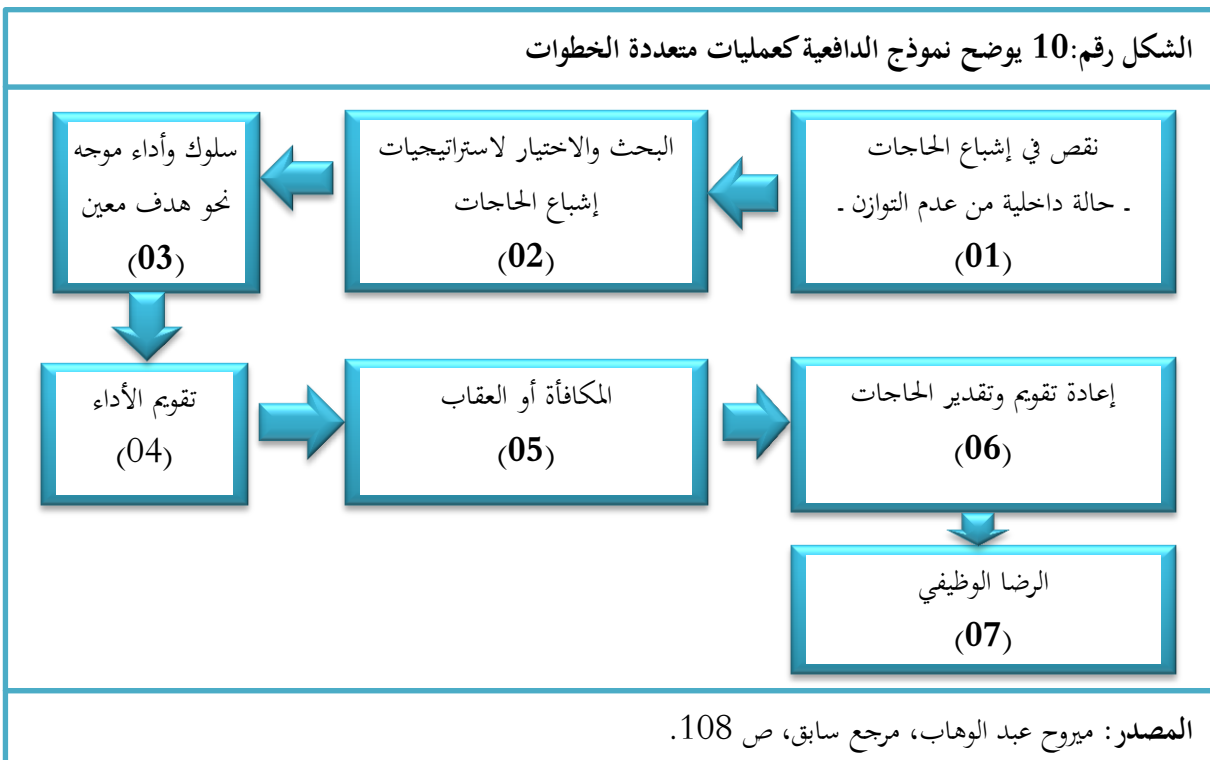 الشكل رقم:10 يوضح نموذج الدافعية كعمليات متعددة الخطوات
نقص في إشباع الحاجات
ـ حالة داخلية من عدم التوازن ـ
(01)
البحث والاختيار لاستراتيجيات
إشباع الحاجات
(02)
سلوك وأداء موجه
نحو هدف معين
(03)
تقويم الأداء
(04)
المكافأة أو العقاب
(05)
إعادة تقويم وتقدير الحاجات
(06)
الرضا الوظيفي
(07)
المصدر: ميروح عبد الوهاب، مرجع سابق، ص 108.